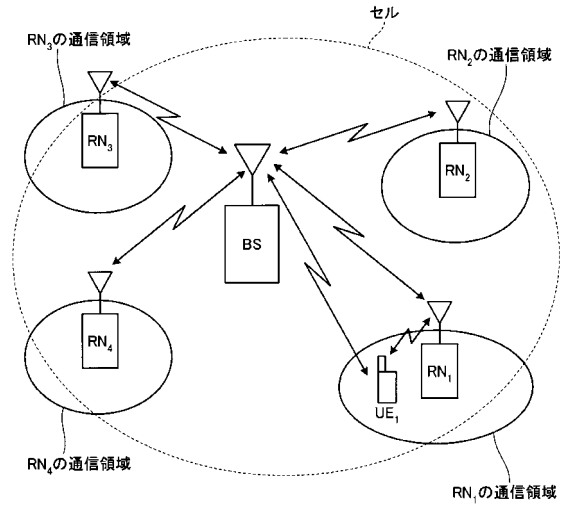 セル
RN3の通信領域
RN2の通信領域
RN3
RN2
BS
RN4
RN1
UE1
RN4の通信領域
RN1の通信領域